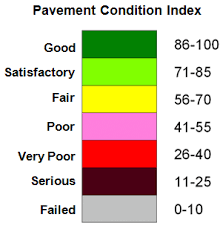 Pavement Condition Index
Good 86-100
Satisfactory 71-85
Fair 56-70
Poor 41-55
Very Poor 26-40
Serious 11-25
Failed 0-10